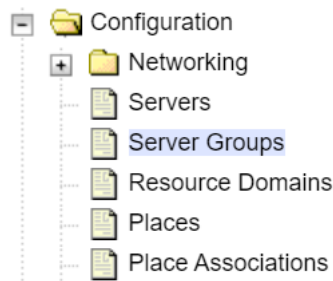 Configuration
Networking
Servers
Server Groups
Resource Domains
Places
Place Associations